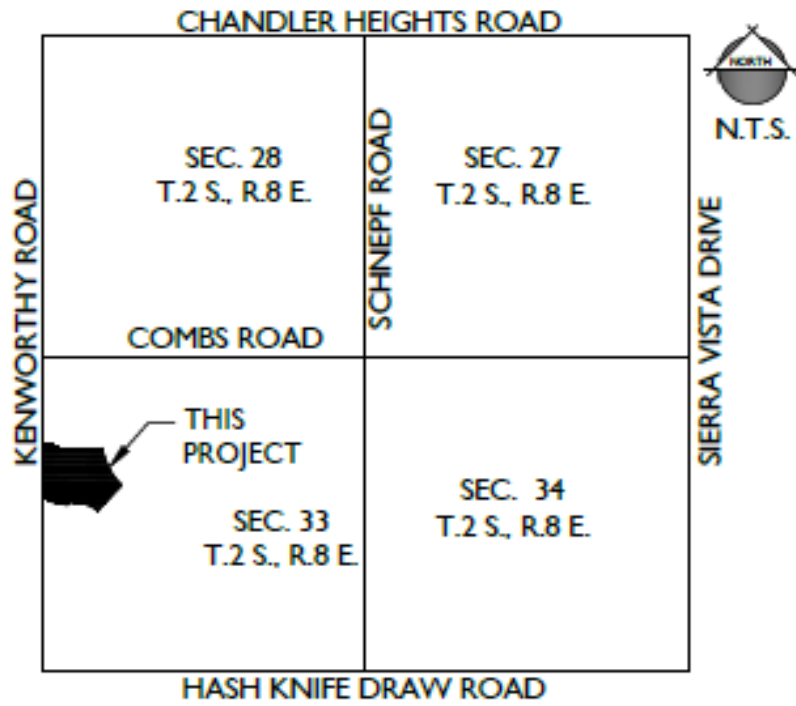 CHANDLER HEIGHTS ROAD
NORTH
N.T.S.
SEC. 28
T.2 S., R.8 E.
SEC. 27
T.2 S., R.8 E.
SCHNEPF ROAD
KENWORTHY ROAD
SIERRA VISTA DRIVE
COMBS ROAD
THIS
PROJECT
SEC. 33
T.2 S., R.8 E.
SEC. 34
T.2 S., R.8 E.
HASH KNIFE DRAW ROAD